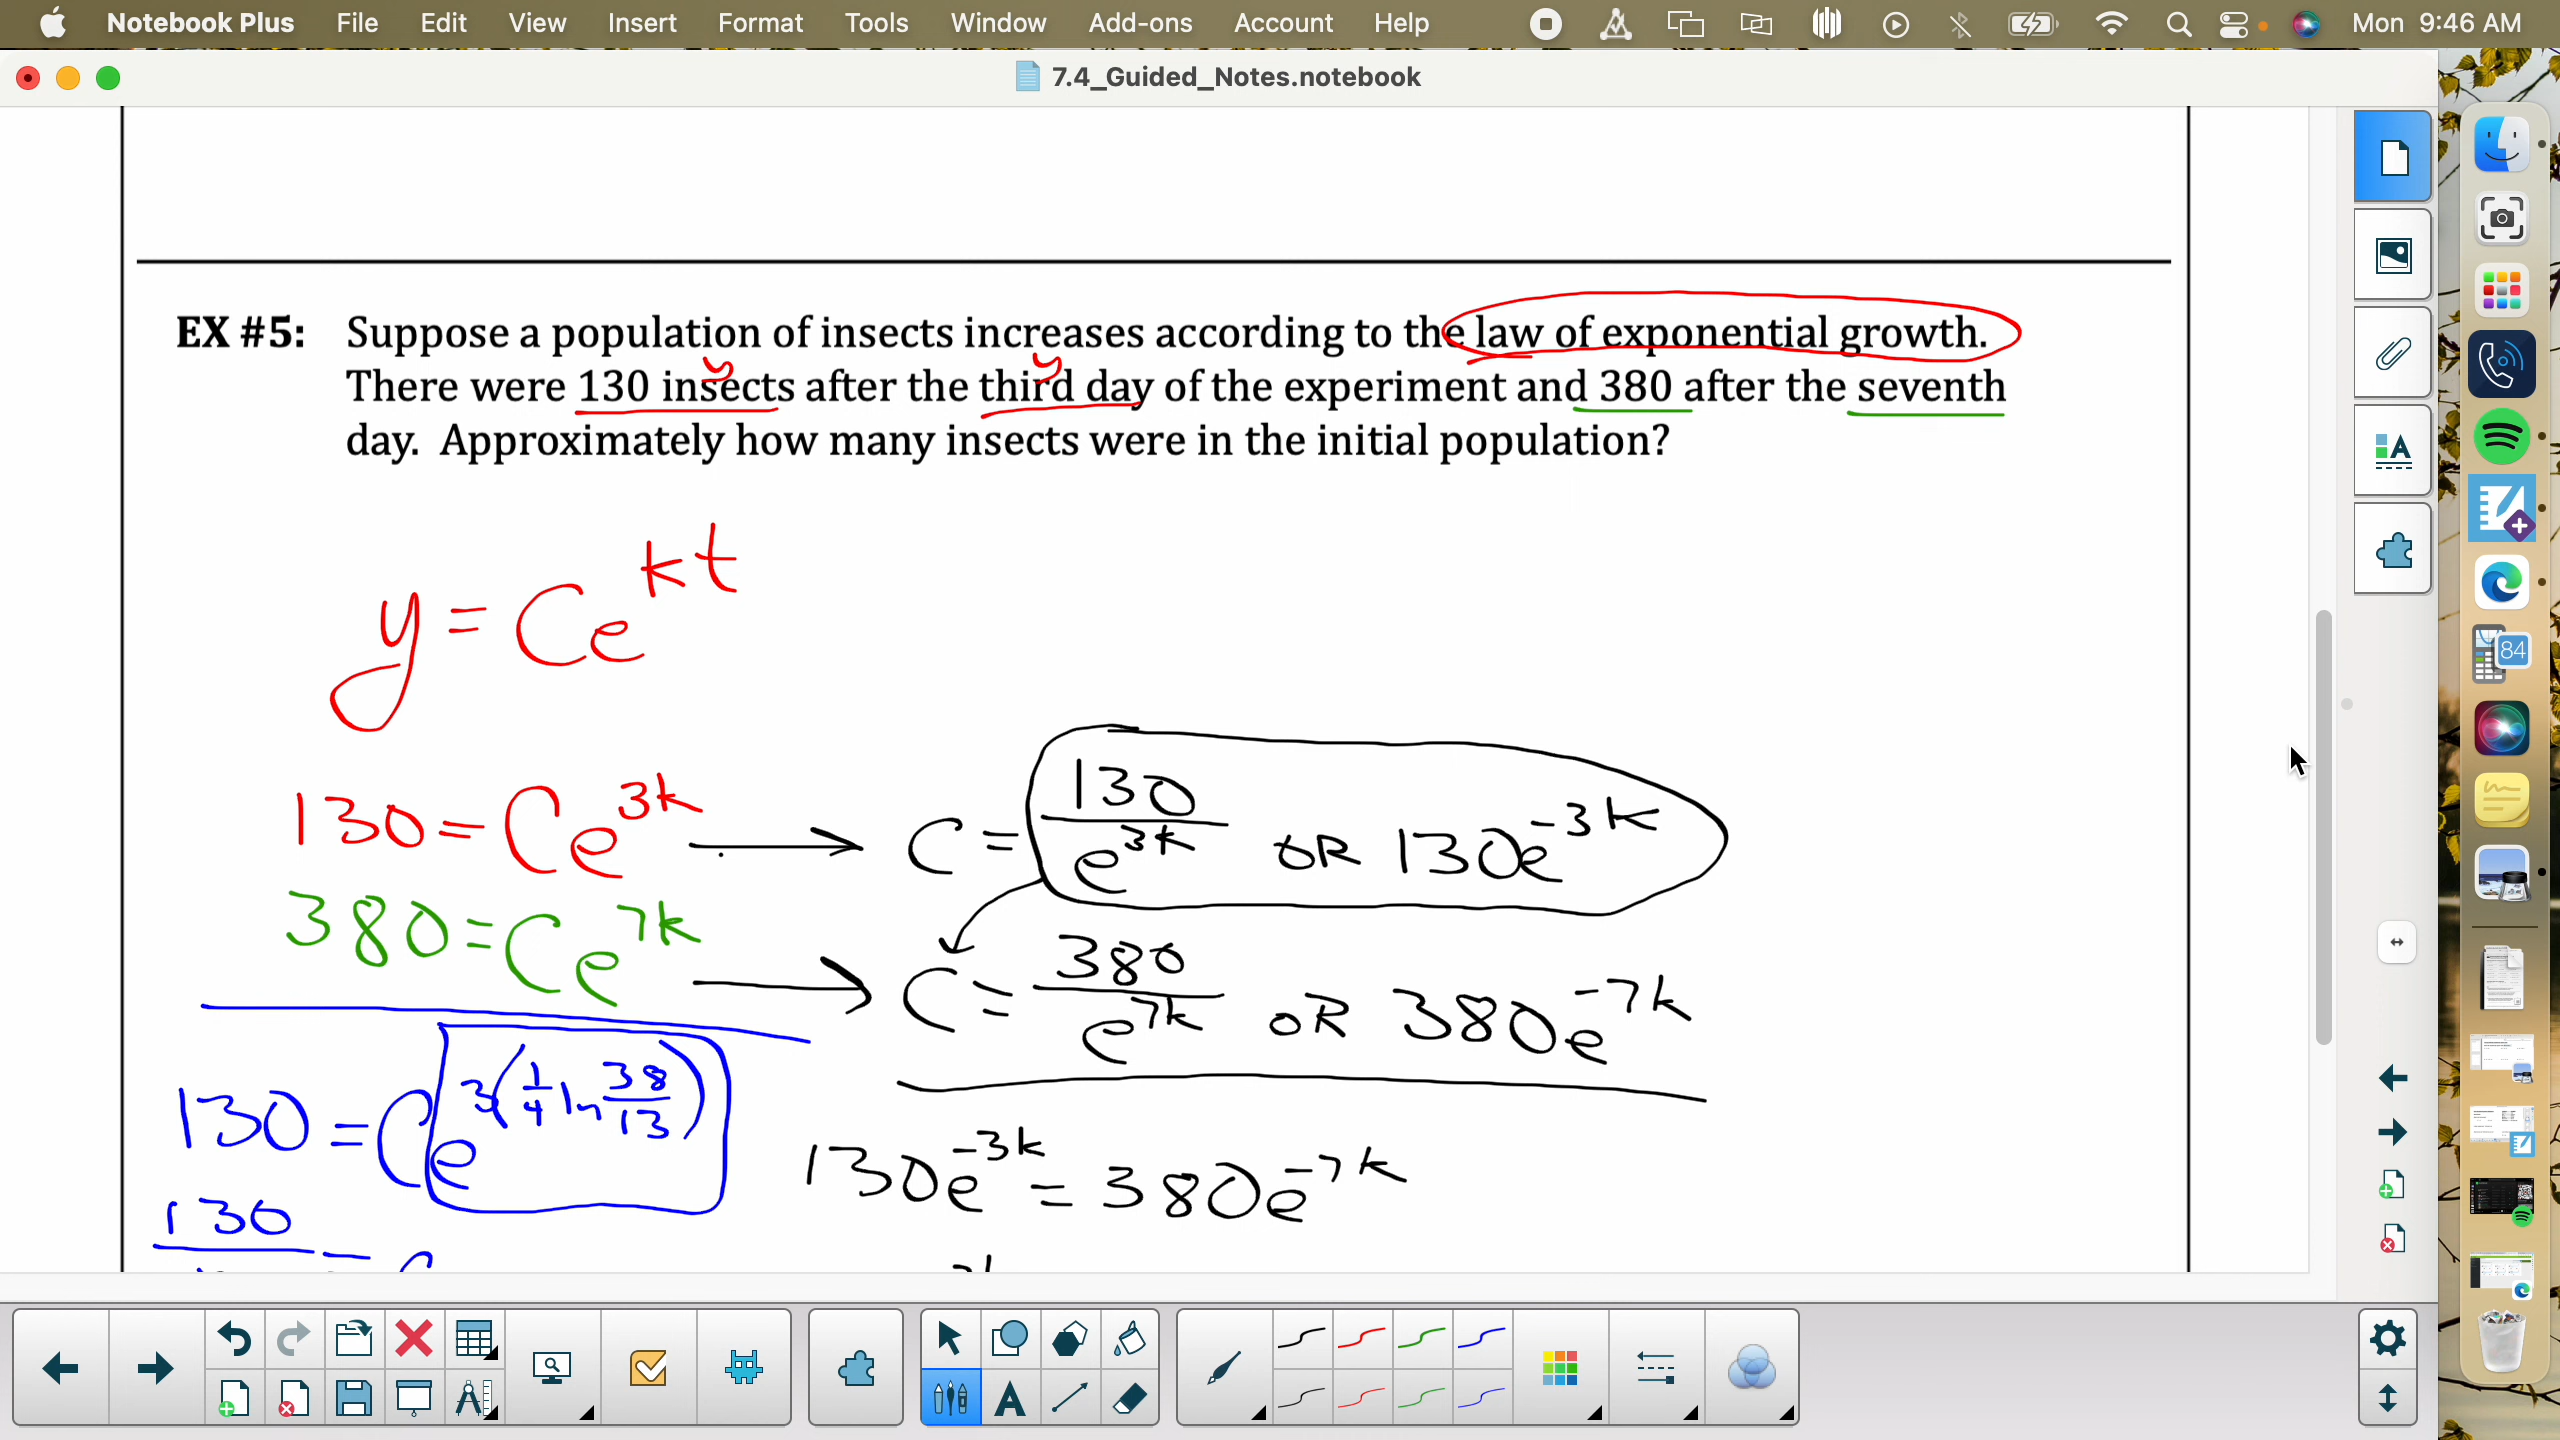 Notebook Plus File Edit View Insert Format Tools Window Add-ons Account Help Mon 9:46 AM
7.4_Guided_Notes.notebook
EX #5: Suppose a population of insects increases according to the law of exponential growth.
There were 130 insects after the third day of the experiment and 380 after the seventh
day. Approximately how many insects were in the initial population?
y = Ce^{kt}
130 = Ce^{3k} → C = 130/e^{3k} OR 130e^{-3k}
380 = Ce^{7k} → C = 380/e^{7k} OR 380e^{-7k}
130 = Ce^{3(1/4 ln 38/13)}
130e^{-3k} = 380e^{-7k}
130
A
84
A